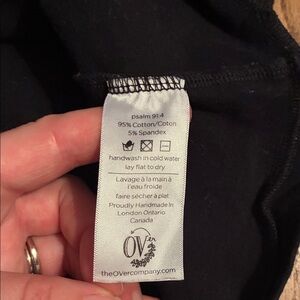 psalm 91:4
95% Cotton/Coton
5% Spandex
handwash in cold water
lay flat to dry
Lavage à la main à
l'eau froide
faire sécher à plat
Proudly Handmade In
London Ontario
Canada
OVer
theOVercompany.com